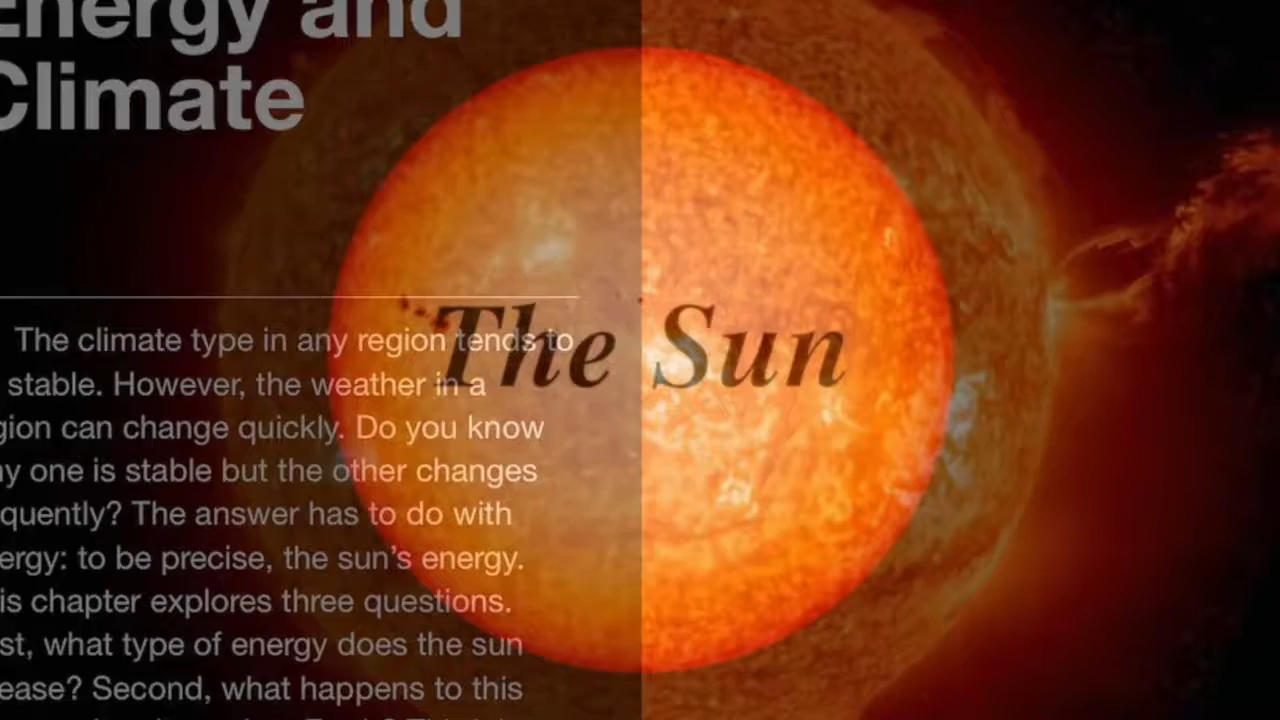 Energy and
Climate
The Sun
The climate type in any region tends to
stable. However, the weather in a
gion can change quickly. Do you know
hy one is stable but the other changes
quently? The answer has to do with
ergy: to be precise, the sun's energy.
is chapter explores three questions.
st, what type of energy does the sun
ease? Second, what happens to this